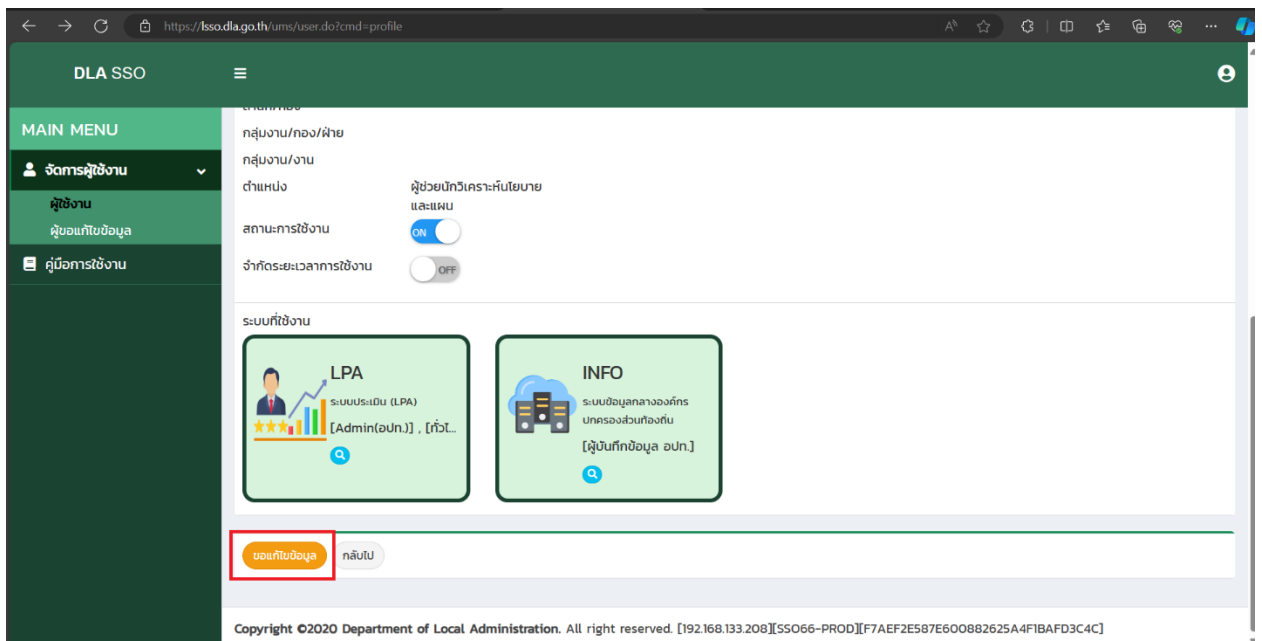 https://lsso.dla.go.th/ums/user.do?cmd=profile
DLA SSO
MAIN MENU
จัดการผู้ใช้งาน
ผู้ใช้งาน
ผู้ขอแก้ไขข้อมูล
คู่มือการใช้งาน
กลุ่มงาน/กอง/ฝ่าย
กลุ่มงาน/งาน
ตำแหน่ง ผู้ช่วยนักวิเคราะห์นโยบาย
และแผน
สถานะการใช้งาน ON
จำกัดระยะเวลาการใช้งาน OFF
ระบบที่ใช้งาน
LPA
ระบบประเมิน (LPA)
[Admin(อปท.)] , [ทั่วไ...
INFO
ระบบข้อมูลกลางองค์กร
ปกครองส่วนท้องถิ่น
[ผู้บันทึกข้อมูล อปท.]
ขอแก้ไขข้อมูล กลับไป
Copyright ©2020 Department of Local Administration. All right reserved. [192.168.133.208][SSO66-PROD][F7AEF2E587E600882625A4F1BAFD3C4C]